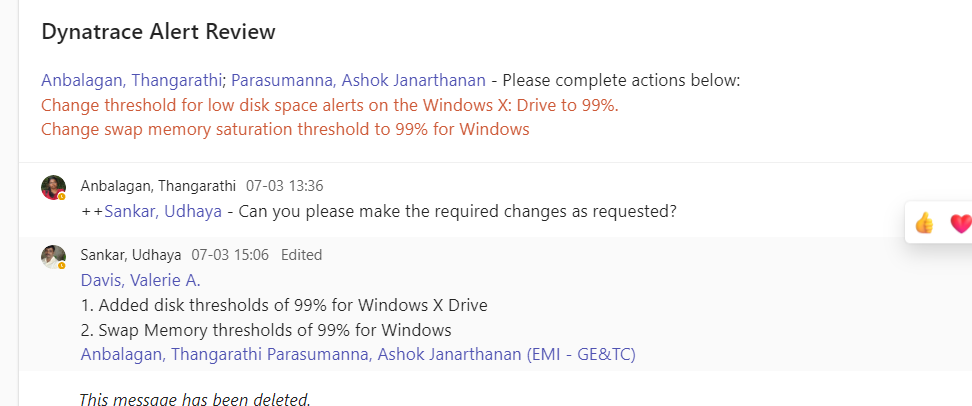 Dynatrace Alert Review
Anbalagan, Thangarathi; Parasumanna, Ashok Janarthanan - Please complete actions below:
Change threshold for low disk space alerts on the Windows X: Drive to 99%.
Change swap memory saturation threshold to 99% for Windows
Anbalagan, Thangarathi 07-03 13:36
++Sankar, Udhaya - Can you please make the required changes as requested?
Sankar, Udhaya 07-03 15:06 Edited
Davis, Valerie A.
1. Added disk thresholds of 99% for Windows X Drive
2. Swap Memory thresholds of 99% for Windows
Anbalagan, Thangarathi Parasumanna, Ashok Janarthanan (EMI - GE&TC)
This message has been deleted.